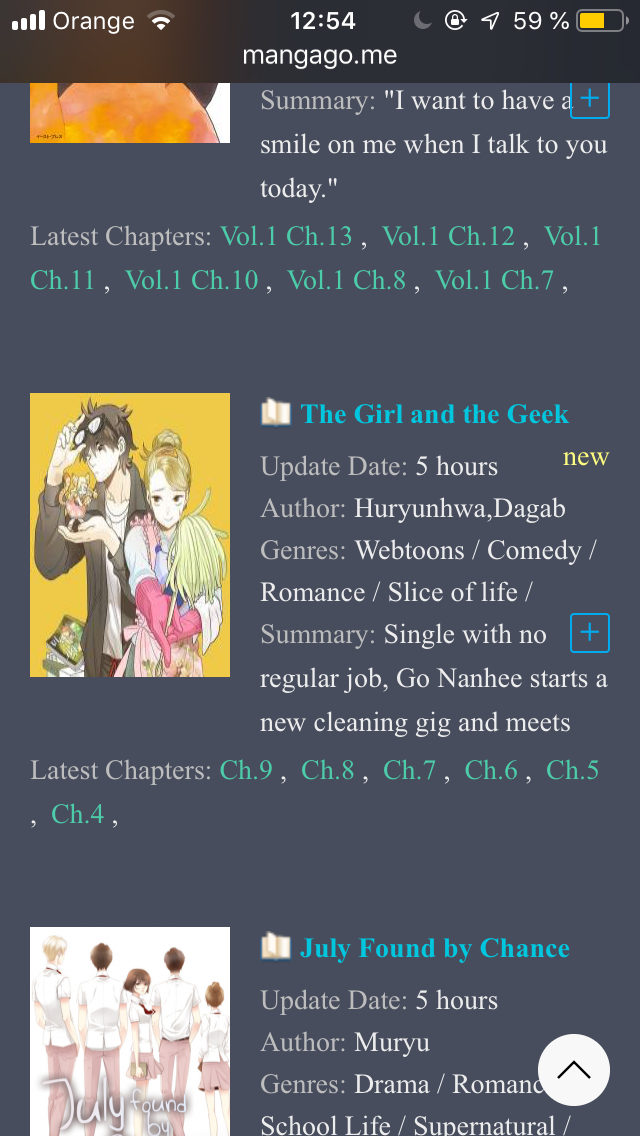 Orange 12:54 59 %
mangago.me
Summary: "I want to have a
smile on me when I talk to you
today."
Latest Chapters: Vol.1 Ch.13 , Vol.1 Ch.12 , Vol.1
Ch.11 , Vol.1 Ch.10 , Vol.1 Ch.8 , Vol.1 Ch.7 ,
The Girl and the Geek
new
Update Date: 5 hours
Author: Huryunhwa,Dagab
Genres: Webtoons / Comedy /
Romance / Slice of life /
Summary: Single with no
regular job, Go Nanhee starts a
new cleaning gig and meets
Latest Chapters: Ch.9 , Ch.8 , Ch.7 , Ch.6 , Ch.5
, Ch.4 ,
July Found by Chance
Update Date: 5 hours
Author: Muryu
Genres: Drama / Romanc
School Life / Supernatural /
July found
by